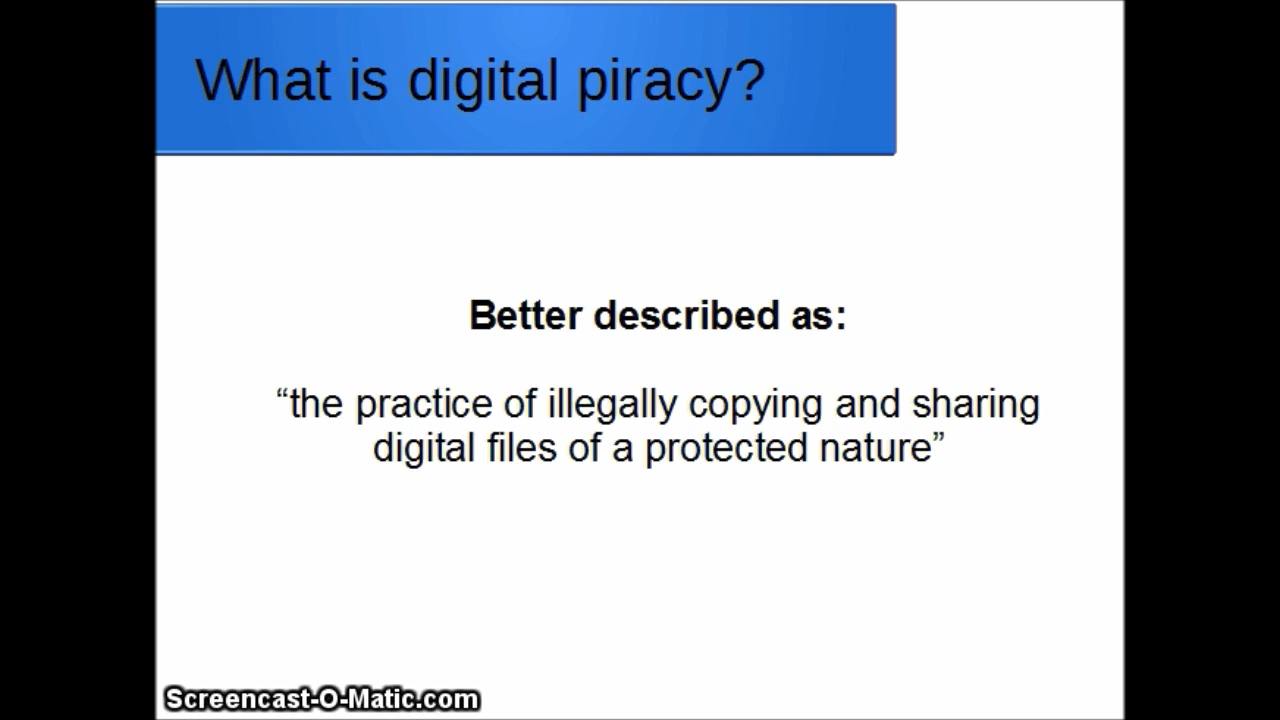 What is digital piracy?
Better described as:
“the practice of illegally copying and sharing
digital files of a protected nature”
Screencast-O-Matic.com